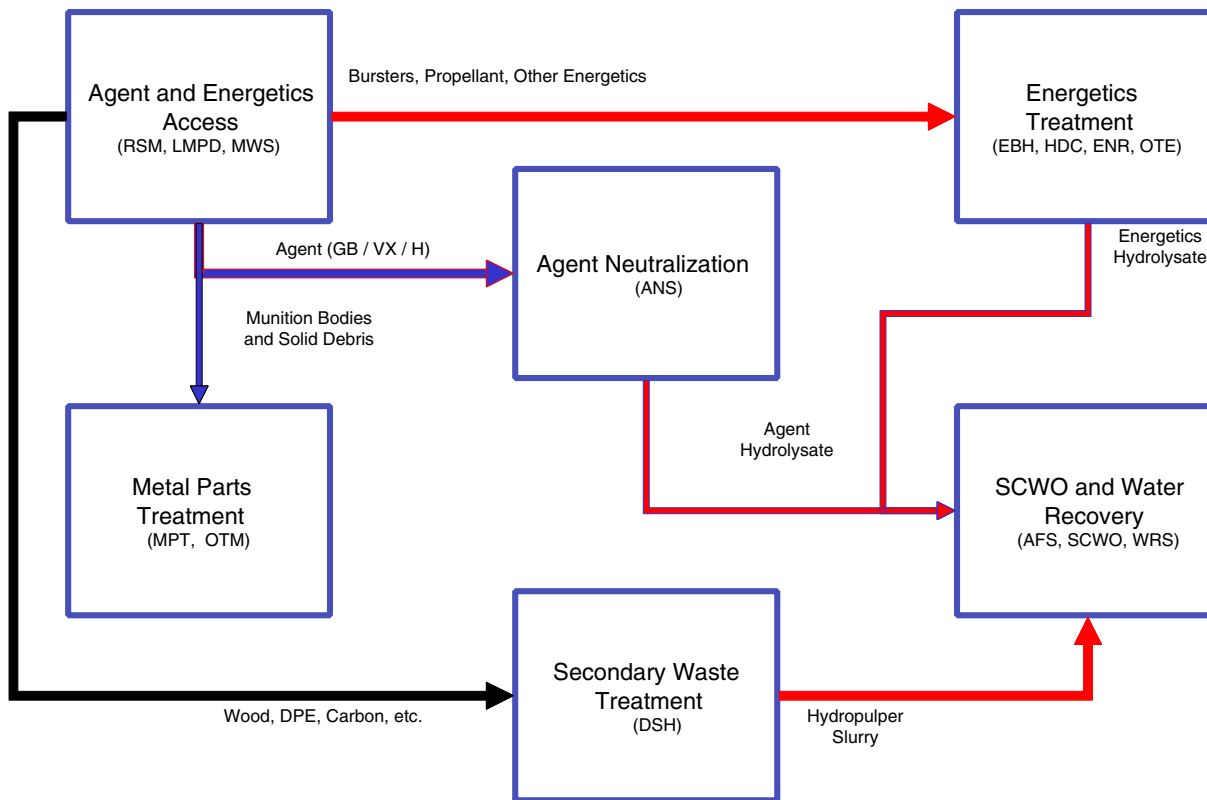 Bursters, Propellant, Other Energetics
Agent and Energetics
Access
(RSM, LMPD, MWS)
Energetics
Treatment
(EBH, HDC, ENR, OTE)
Agent (GB / VX / H)
Energetics
Hydrolysate
Agent Neutralization
(ANS)
Munition Bodies
and Solid Debris
Agent
Hydrolysate
Metal Parts
Treatment
(MPT, OTM)
SCWO and Water
Recovery
(AFS, SCWO, WRS)
Secondary Waste
Treatment
(DSH)
Wood, DPE, Carbon, etc.
Hydropulper
Slurry